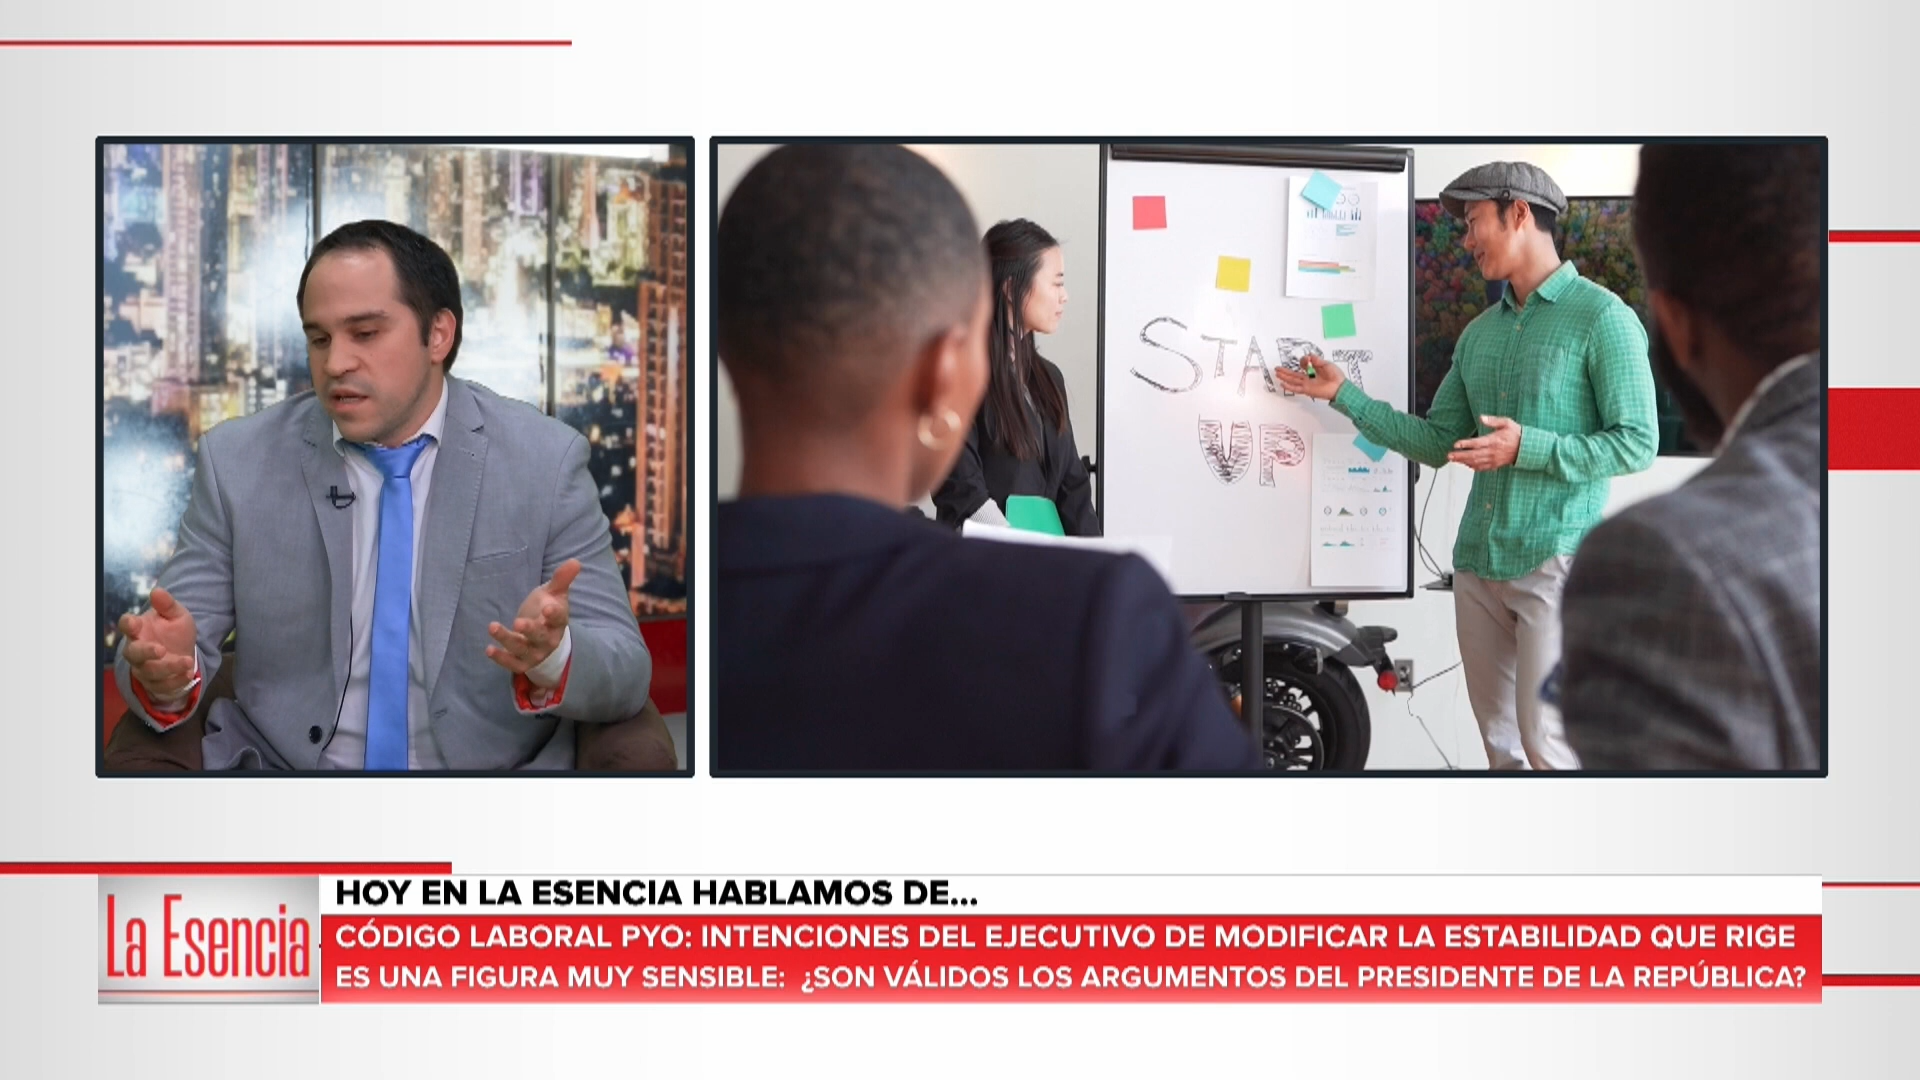 START
UP
La Esencia
HOY EN LA ESENCIA HABLAMOS DE...
CÓDIGO LABORAL PYO: INTENCIONES DEL EJECUTIVO DE MODIFICAR LA ESTABILIDAD QUE RIGE
ES UNA FIGURA MUY SENSIBLE: ¿SON VÁLIDOS LOS ARGUMENTOS DEL PRESIDENTE DE LA REPÚBLICA?